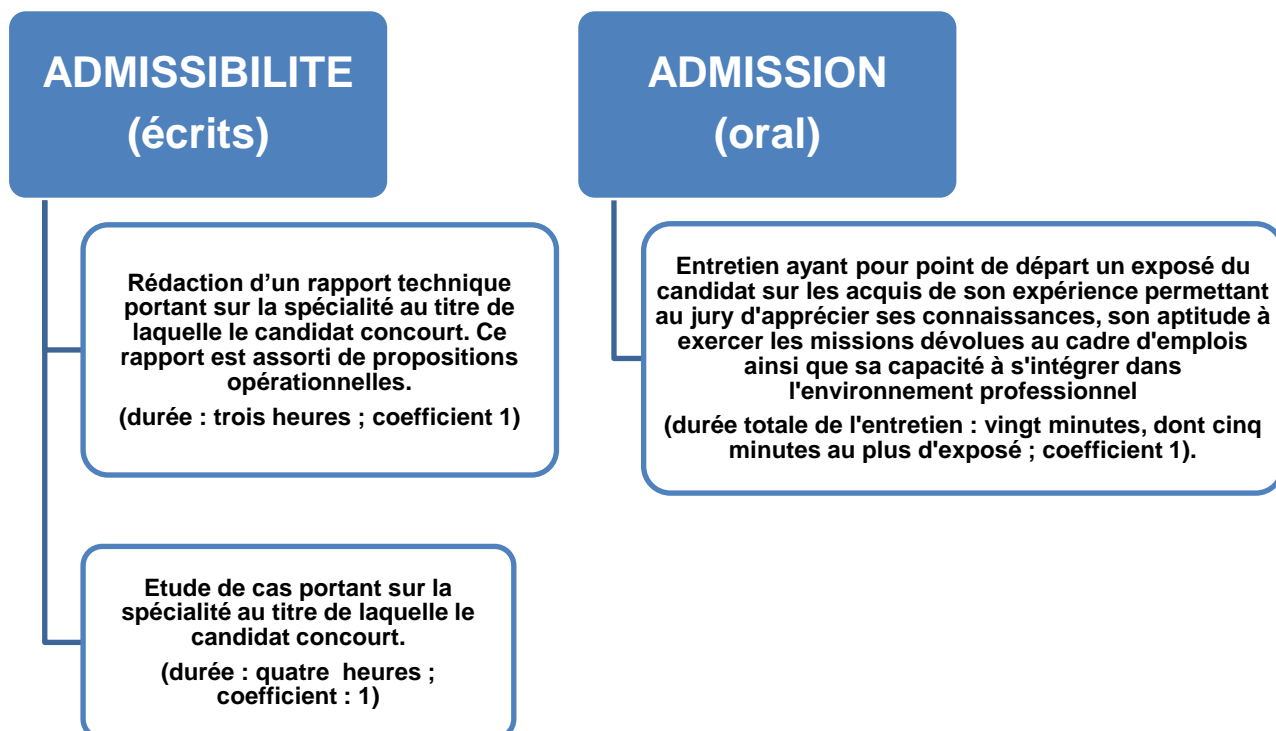 ADMISSIBILITE
(écrits)
Rédaction d’un rapport technique
portant sur la spécialité au titre de
laquelle le candidat concourt. Ce
rapport est assorti de propositions
opérationnelles.
(durée : trois heures ; coefficient 1)
Etude de cas portant sur la
spécialité au titre de laquelle le
candidat concourt.
(durée : quatre  heures ;
coefficient : 1)
ADMISSION
(oral)
Entretien ayant pour point de départ un exposé du
candidat sur les acquis de son expérience permettant
au jury d'apprécier ses connaissances, son aptitude à
exercer les missions dévolues au cadre d'emplois
ainsi que sa capacité à s'intégrer dans
l'environnement professionnel
(durée totale de l'entretien : vingt minutes, dont cinq
minutes au plus d'exposé ; coefficient 1).